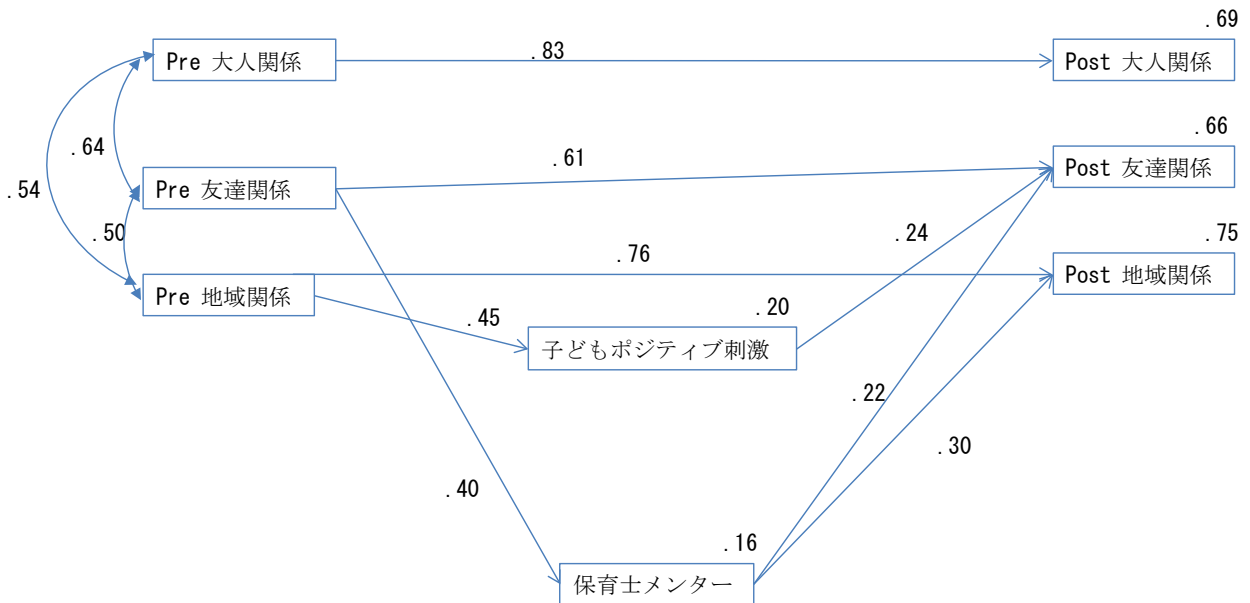 .69
Pre 大人関係
.83
Post 大人関係
.66
.64
.61
Post 友達関係
.54
Pre 友達関係
.50
.24
.75
.76
Post 地域関係
Pre 地域関係
.45
.20
子どもポジティブ刺激
.22
.30
.40
.16
保育士メンター